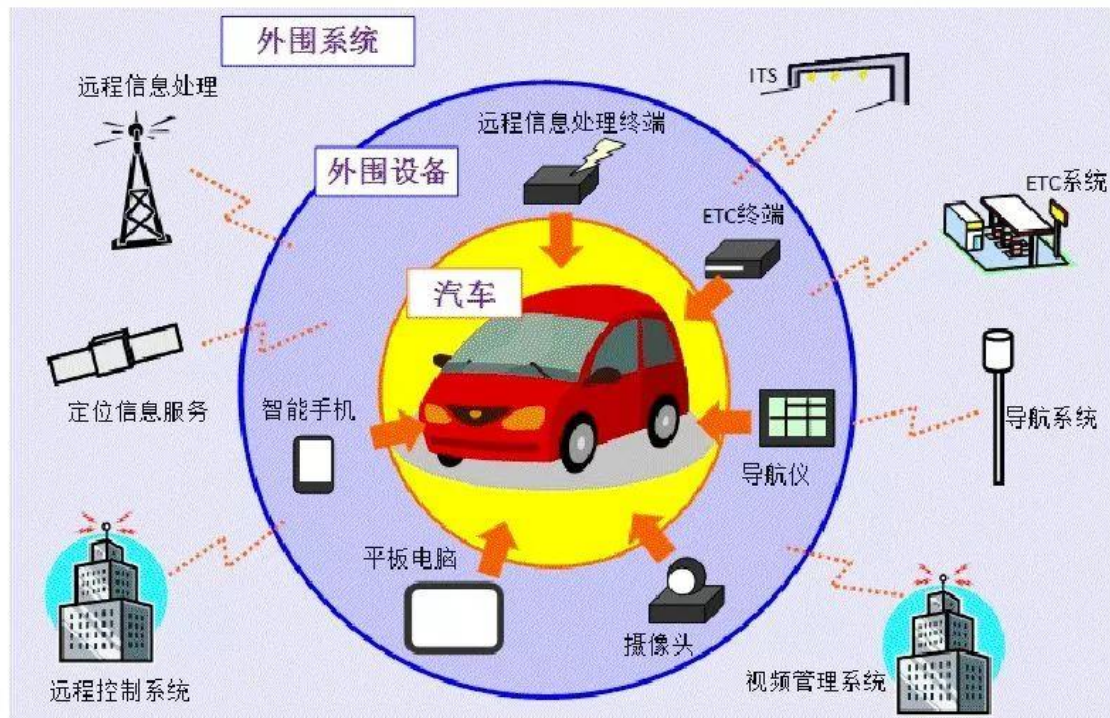 外围系统
远程信息处理
ITS
远程信息处理终端
外围设备
ETC终端
ETC系统
汽车
定位信息服务
智能手机
导航系统
导航仪
平板电脑
摄像头
远程控制系统
视频管理系统